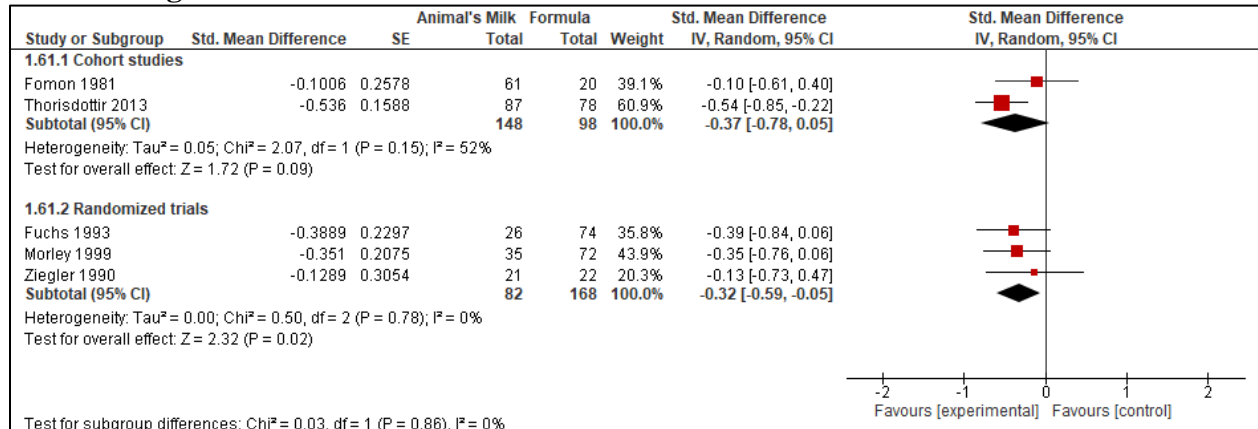 Animal's Milk Formula Std. Mean Difference Std. Mean Difference
Study or Subgroup Std. Mean Difference SE Total Total Weight IV, Random, 95% CI IV, Random, 95% CI
1.61.1 Cohort studies
Fomon 1981 -0.1006 0.2578 61 20 39.1% -0.10 [-0.61, 0.40]
Thorisdottir 2013 -0.536 0.1588 87 78 60.9% -0.54 [-0.85, -0.22]
Subtotal (95% CI) 148 98 100.0% -0.37 [-0.78, 0.05]
Heterogeneity: Tau² = 0.05; Chi² = 2.07, df = 1 (P = 0.15); I² = 52%
Test for overall effect: Z = 1.72 (P = 0.09)
1.61.2 Randomized trials
Fuchs 1993 -0.3889 0.2297 26 74 35.8% -0.39 [-0.84, 0.06]
Morley 1999 -0.351 0.2075 35 72 43.9% -0.35 [-0.76, 0.06]
Ziegler 1990 -0.1289 0.3054 21 22 20.3% -0.13 [-0.73, 0.47]
Subtotal (95% CI) 82 168 100.0% -0.32 [-0.59, -0.05]
Heterogeneity: Tau² = 0.00; Chi² = 0.50, df = 2 (P = 0.78); I² = 0%
Test for overall effect: Z = 2.32 (P = 0.02)
-2 -1 0 1 2
Favours [experimental] Favours [control]
Test for subgroup differences: Chi² = 0.03, df = 1 (P = 0.86), I² = 0%